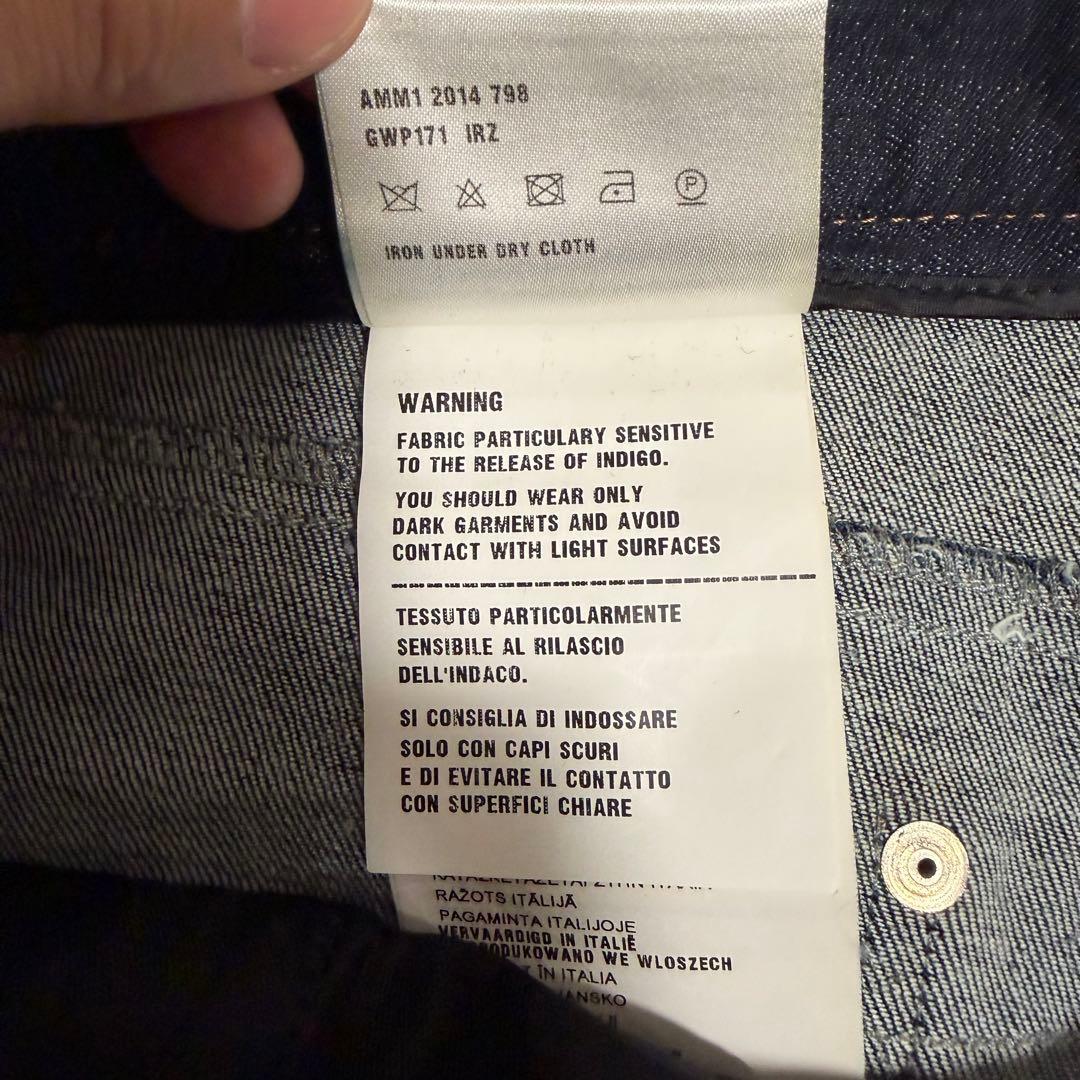 AMM1 2014 798
GWP171 IRZ
P
IRON UNDER DRY CLOTH
WARNING
FABRIC PARTICULARY SENSITIVE
TO THE RELEASE OF INDIGO.
YOU SHOULD WEAR ONLY
DARK GARMENTS AND AVOID
CONTACT WITH LIGHT SURFACES
TESSUTO PARTICOLARMENTE
SENSIBILE AL RILASCIO
DELL'INDACO.
SI CONSIGLIA DI INDOSSARE
SOLO CON CAPI SCURI
E DI EVITARE IL CONTATTO
CON SUPERFICI CHIARE
RAŽOTS ITĀLIJĀ
PAGAMINTA ITALIJOJE
VERVAARDIGD IN ITALIË
WE WLOSZECH
ÎN ITALIA